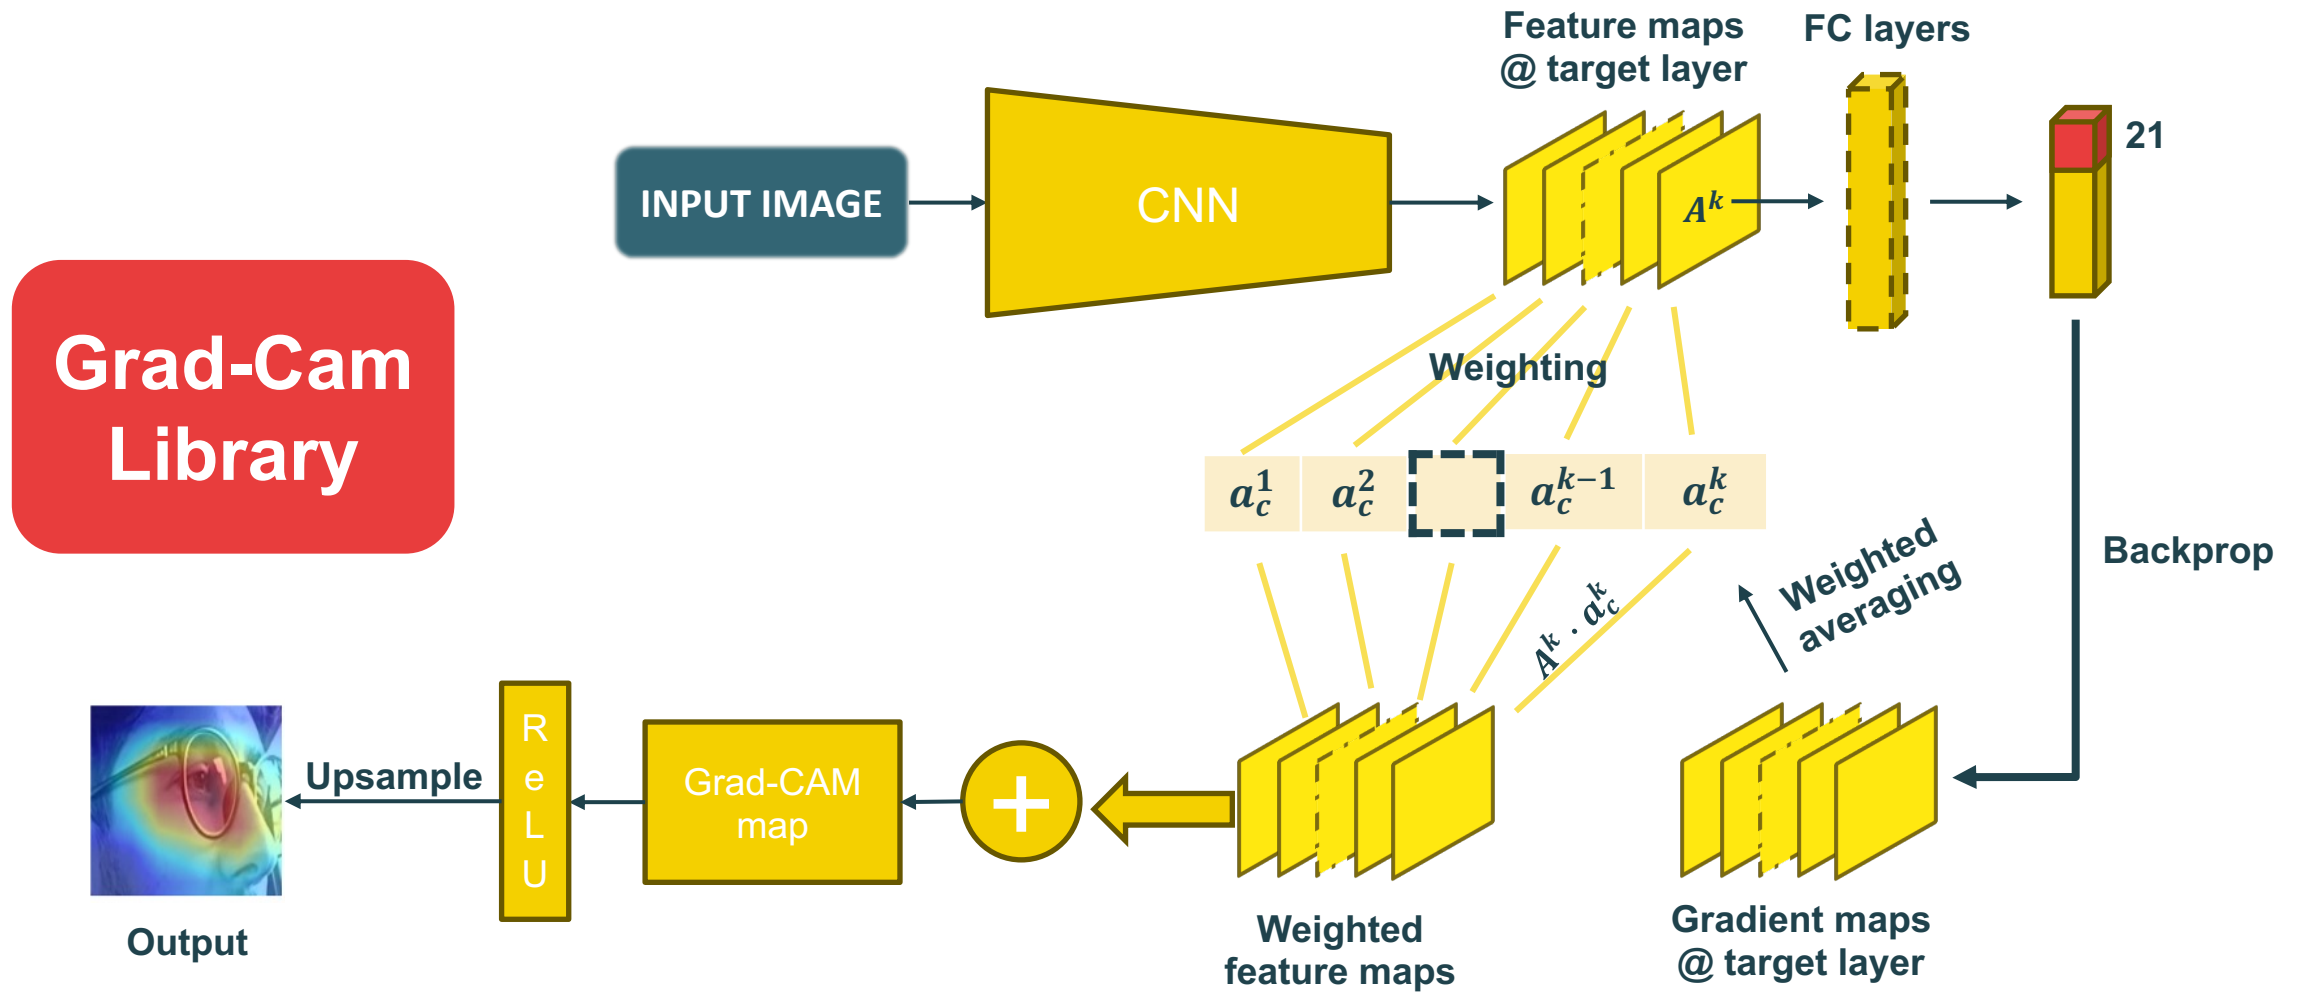 Feature maps
@ target layer
FC layers
21
INPUT IMAGE
CNN
A^k
Grad-Cam
Library
Weighting
a_c^1
a_c^2
a_c^{k-1}
a_c^k
Weighted
averaging
Backprop
A^k · a_c^k
R
e
L
U
Upsample
Grad-CAM
map
+
Output
Weighted
feature maps
Gradient maps
@ target layer